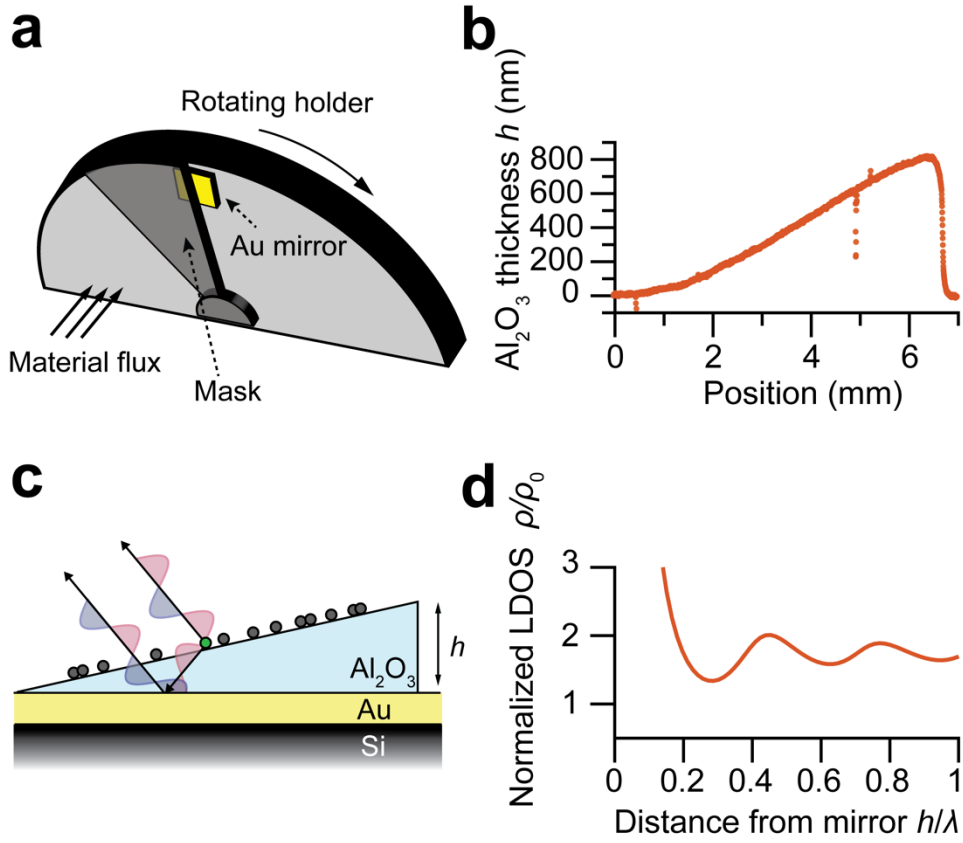 a
Rotating holder
Au mirror
Material flux
Mask
b
Al₂O₃ thickness h (nm)
800
600
400
200
0
0 2 4 6
Position (mm)
c
h
Al₂O₃
Au
Si
d
Normalized LDOS ρ/ρ₀
3
2
1
0 0.2 0.4 0.6 0.8 1
Distance from mirror h/λ